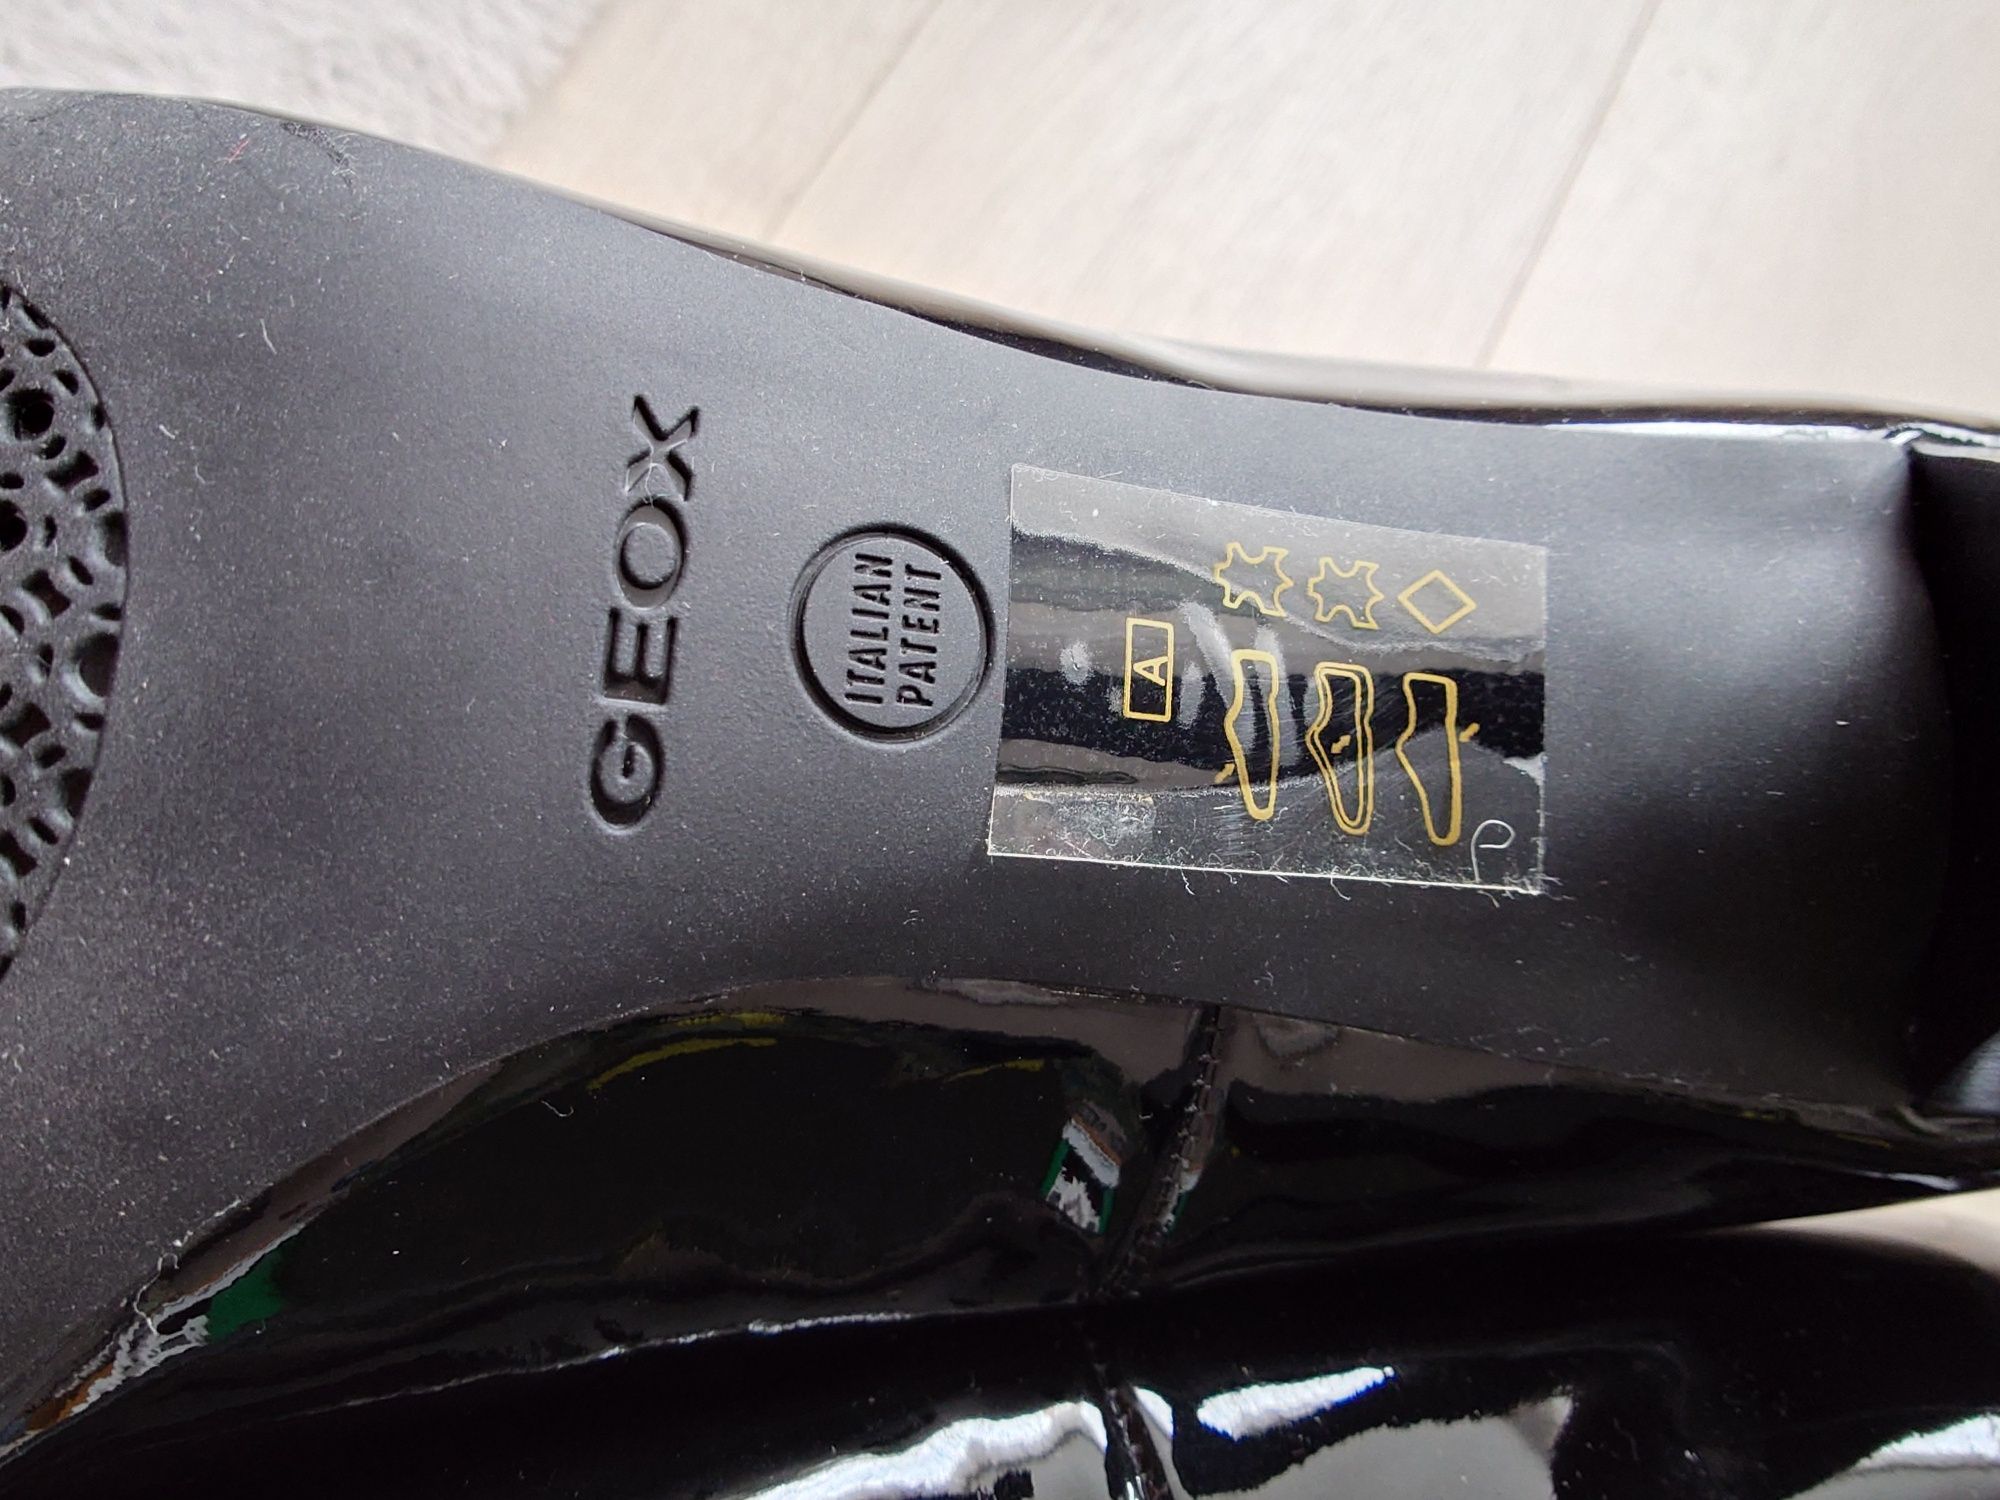 GEOX
ITALIAN
PATENT
A